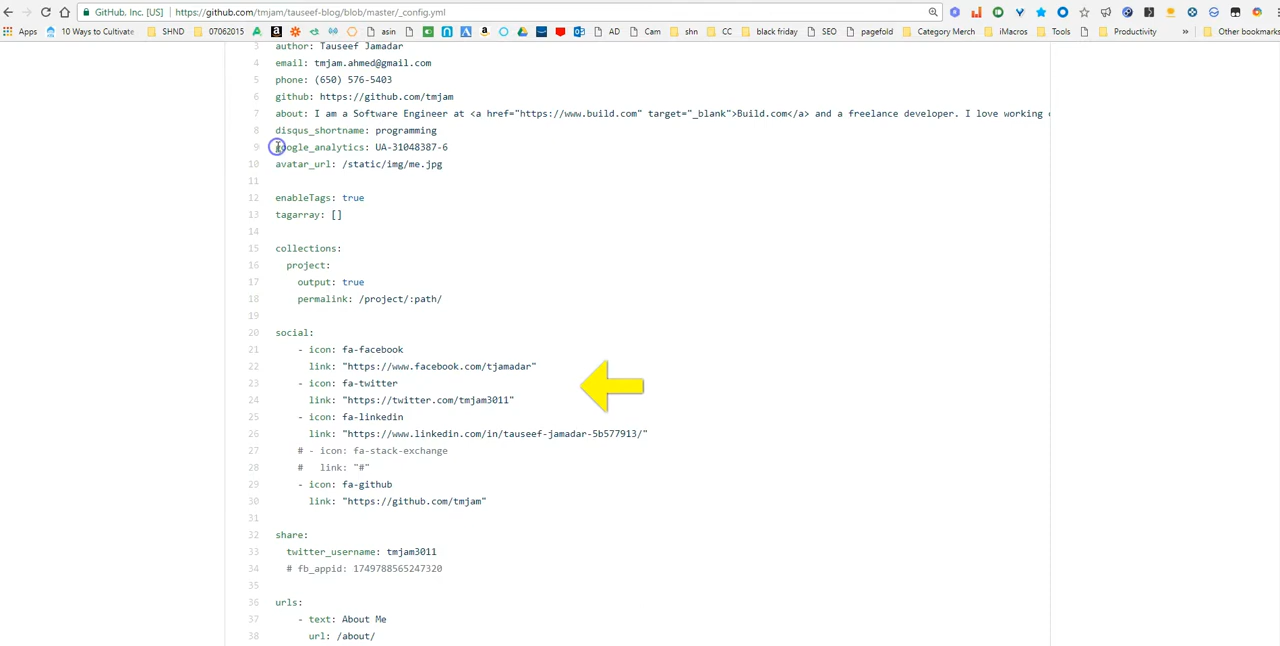 GitHub, Inc. [US] https://github.com/tmjam/tauseef-blog/blob/master/_config.yml
Apps 10 Ways to Cultivate SHND 07062015 asin AD Cam shn CC black friday SEO pagefold Category Merch iMacros Tools Productivity » Other bookmarks
3 author: Tauseef Jamadar
4 email: tmjam.ahmed@gmail.com
5 phone: (650) 576-5403
6 github: https://github.com/tmjam
7 about: I am a Software Engineer at <a href="https://www.build.com" target="_blank">Build.com</a> and a freelance developer. I love working
8 disqus_shortname: programming
9 google_analytics: UA-31048387-6
10 avatar_url: /static/img/me.jpg
11
12 enableTags: true
13 tagarray: []
14
15 collections:
16 project:
17 output: true
18 permalink: /project/:path/
19
20 social:
21 - icon: fa-facebook
22 link: "https://www.facebook.com/tjamadar"
23 - icon: fa-twitter
24 link: "https://twitter.com/tmjam3011"
25 - icon: fa-linkedin
26 link: "https://www.linkedin.com/in/tauseef-jamadar-5b577913/"
27 # - icon: fa-stack-exchange
28 # link: "#"
29 - icon: fa-github
30 link: "https://github.com/tmjam"
31
32 share:
33 twitter_username: tmjam3011
34 # fb_appid: 1749788565247320
35
36 urls:
37 - text: About Me
38 url: /about/